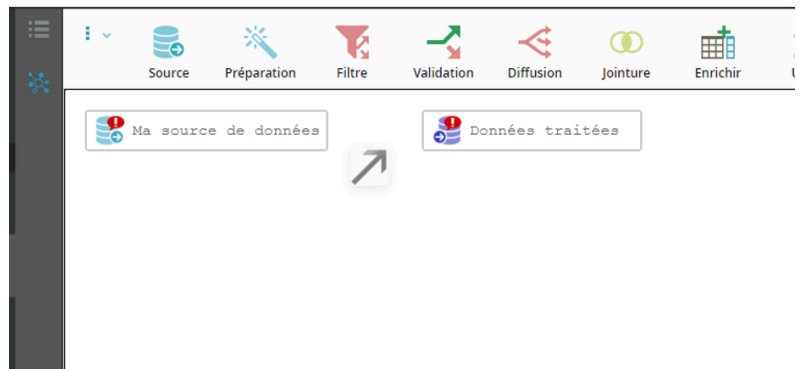 Source Préparation Filtre Validation Diffusion Jointure Enrichir
Ma source de données Données traitées